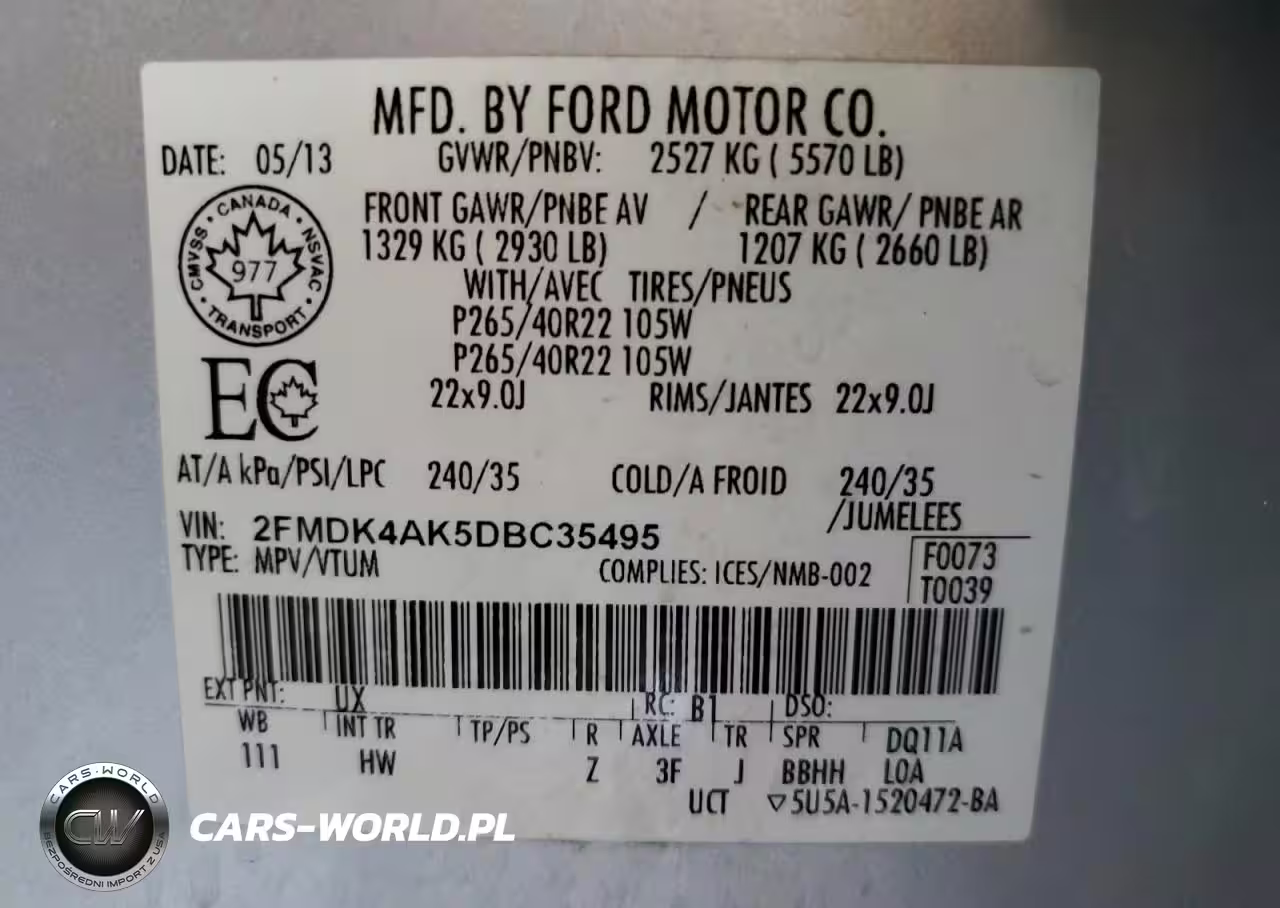 MFD. BY FORD MOTOR CO.
DATE: 05/13 GVWR/PNBV: 2527 KG ( 5570 LB)
FRONT GAWR/PNBE AV / REAR GAWR/ PNBE AR
1329 KG ( 2930 LB) 1207 KG ( 2660 LB)
WITH/AVEC TIRES/PNEUS
P265/40R22 105W
P265/40R22 105W
22x9.0J RIMS/JANTES 22x9.0J
CANADA
CMVSS NSVAC
977
TRANSPORT
EC
AT/A kPa/PSI/LPC 240/35 COLD/A FROID 240/35
/JUMELEES
VIN: 2FMDK4AK5DBC35495
TYPE: MPV/VTUM COMPLIES: ICES/NMB-002
F0073
T0039
EXT PNT: UX RC: B1 DSO:
WB INT TR TP/PS R AXLE TR SPR DQ11A
111 HW Z 3F J BBHH LOA
UCT 5U5A-1520472-BA
CARS-WORLD
CW
BEZPOŚREDNI IMPORT Z USA
CARS-WORLD.PL